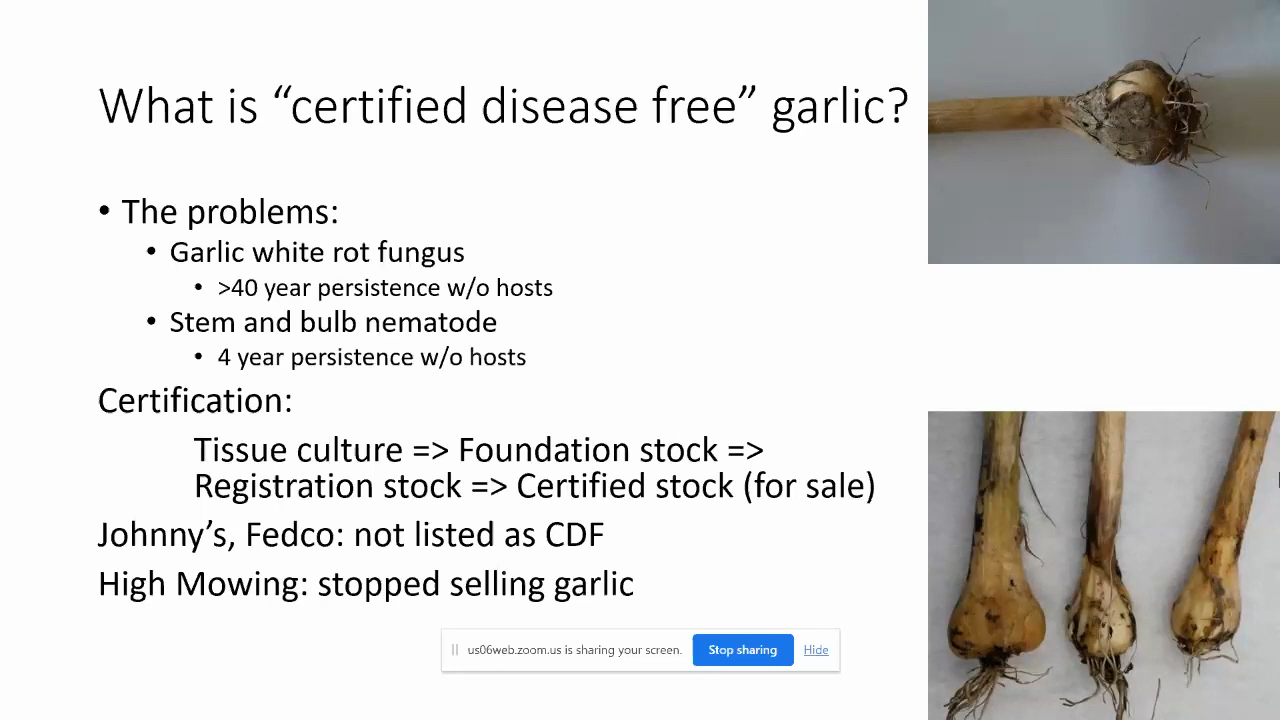 What is “certified disease free” garlic?
• The problems:
• Garlic white rot fungus
• >40 year persistence w/o hosts
• Stem and bulb nematode
• 4 year persistence w/o hosts
Certification:
Tissue culture => Foundation stock =>
Registration stock => Certified stock (for sale)
Johnny’s, Fedco: not listed as CDF
High Mowing: stopped selling garlic
us06web.zoom.us is sharing your screen. Stop sharing Hide